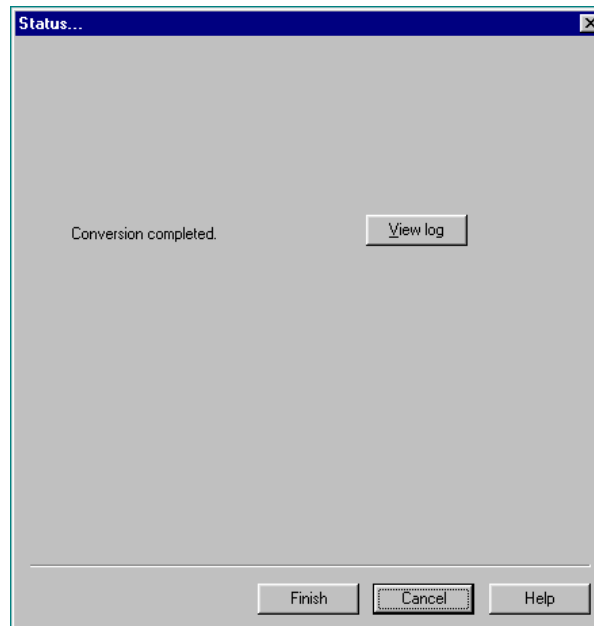 Status...
Conversion completed.
View log
Finish
Cancel
Help